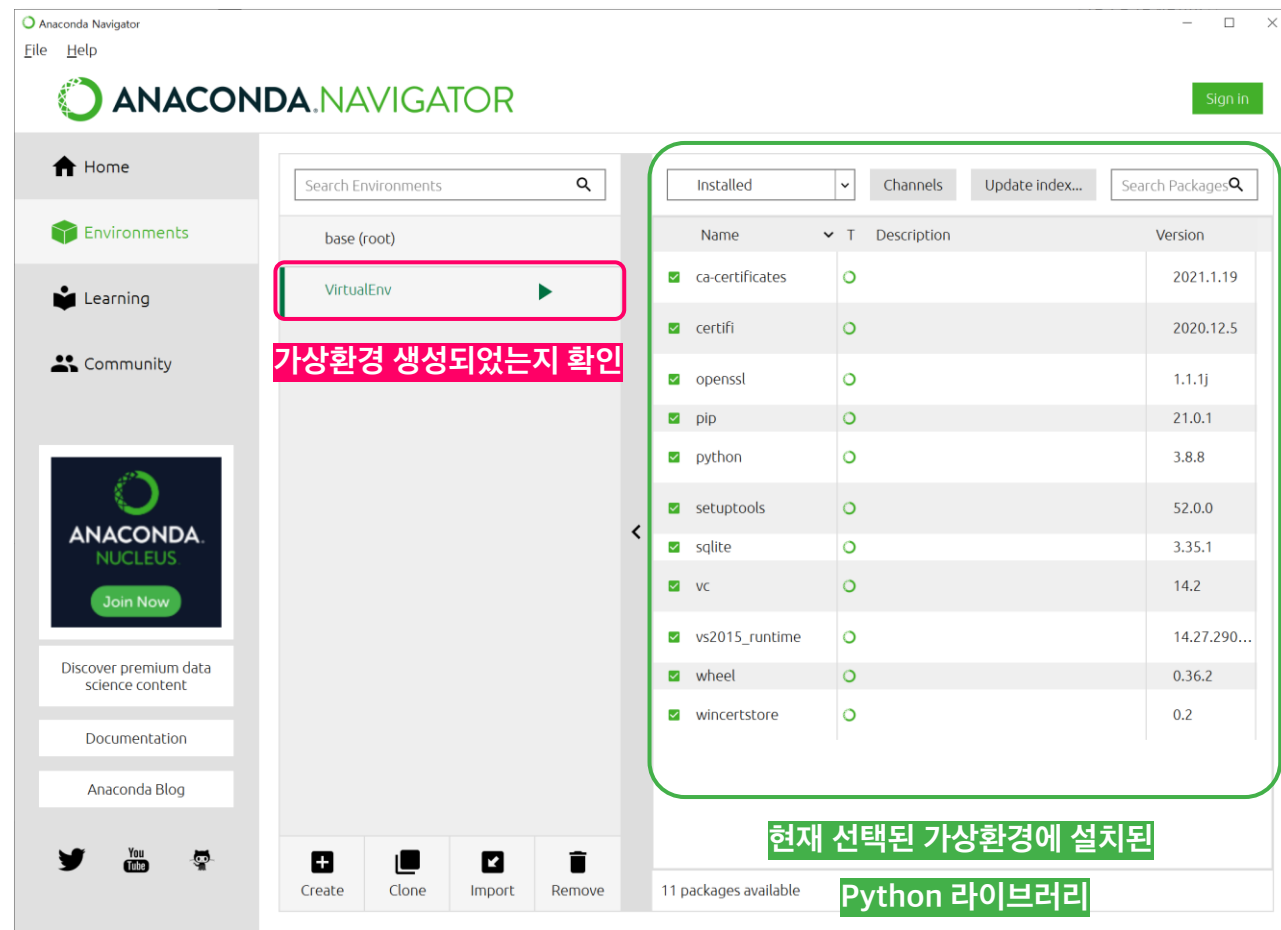 Anaconda Navigator
File Help
ANACONDA.NAVIGATOR
Sign in
Home
Environments
Learning
Community
ANACONDA.
NUCLEUS
Join Now
Discover premium data
science content
Documentation
Anaconda Blog
You
Tube
Search Environments
base (root)
VirtualEnv
가상환경 생성되었는지 확인
Create Clone Import Remove
Installed Channels Update index... Search Packages
Name T Description Version
ca-certificates 2021.1.19
certifi 2020.12.5
openssl 1.1.1j
pip 21.0.1
python 3.8.8
setuptools 52.0.0
sqlite 3.35.1
vc 14.2
vs2015_runtime 14.27.290...
wheel 0.36.2
wincertstore 0.2
현재 선택된 가상환경에 설치된
Python 라이브러리
11 packages available